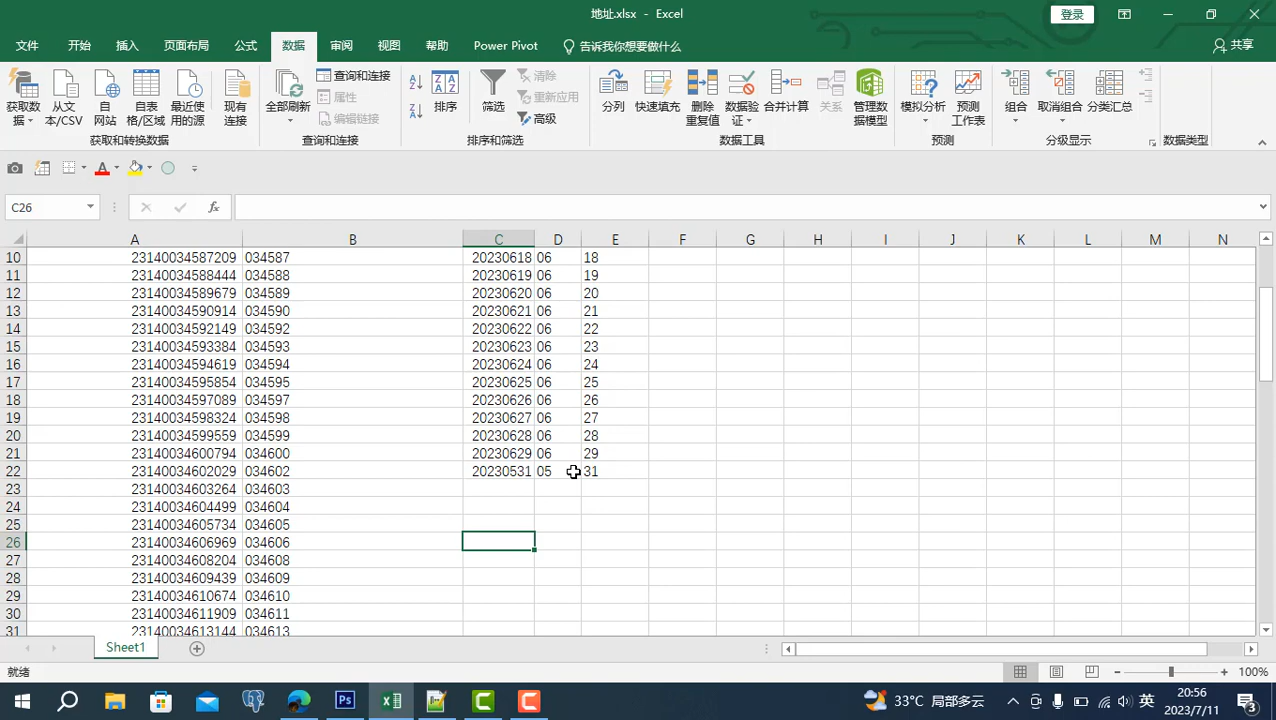 地址.xlsx - Excel
登录
文件 开始 插入 页面布局 公式 数据 审阅 视图 帮助 Power Pivot 告诉我你想要做什么 共享
获取数据 从文本/CSV 自网站 自表格/区域 最近使用的源 现有连接 全部刷新 查询和连接 属性 编辑链接 排序 筛选 清除 重新应用 高级 分列 快速填充 删除重复值 数据验证 合并计算 关系 管理数据模型 模拟分析 预测工作表 组合 取消组合 分类汇总
获取和转换数据 查询和连接 排序和筛选 数据工具 预测 分级显示 数据类型
C26
A B C D E F G H I J K L M N
10 23140034587209 034587 20230618 06 18
11 23140034588444 034588 20230619 06 19
12 23140034589679 034589 20230620 06 20
13 23140034590914 034590 20230621 06 21
14 23140034592149 034592 20230622 06 22
15 23140034593384 034593 20230623 06 23
16 23140034594619 034594 20230624 06 24
17 23140034595854 034595 20230625 06 25
18 23140034597089 034597 20230626 06 26
19 23140034598324 034598 20230627 06 27
20 23140034599559 034599 20230628 06 28
21 23140034600794 034600 20230629 06 29
22 23140034602029 034602 20230531 05 31
23 23140034603264 034603
24 23140034604499 034604
25 23140034605734 034605
26 23140034606969 034606
27 23140034608204 034608
28 23140034609439 034609
29 23140034610674 034610
30 23140034611909 034611
31 23140034613144 034613
Sheet1
就绪 100%
33°C 局部多云 英 20:56
2023/7/11 3